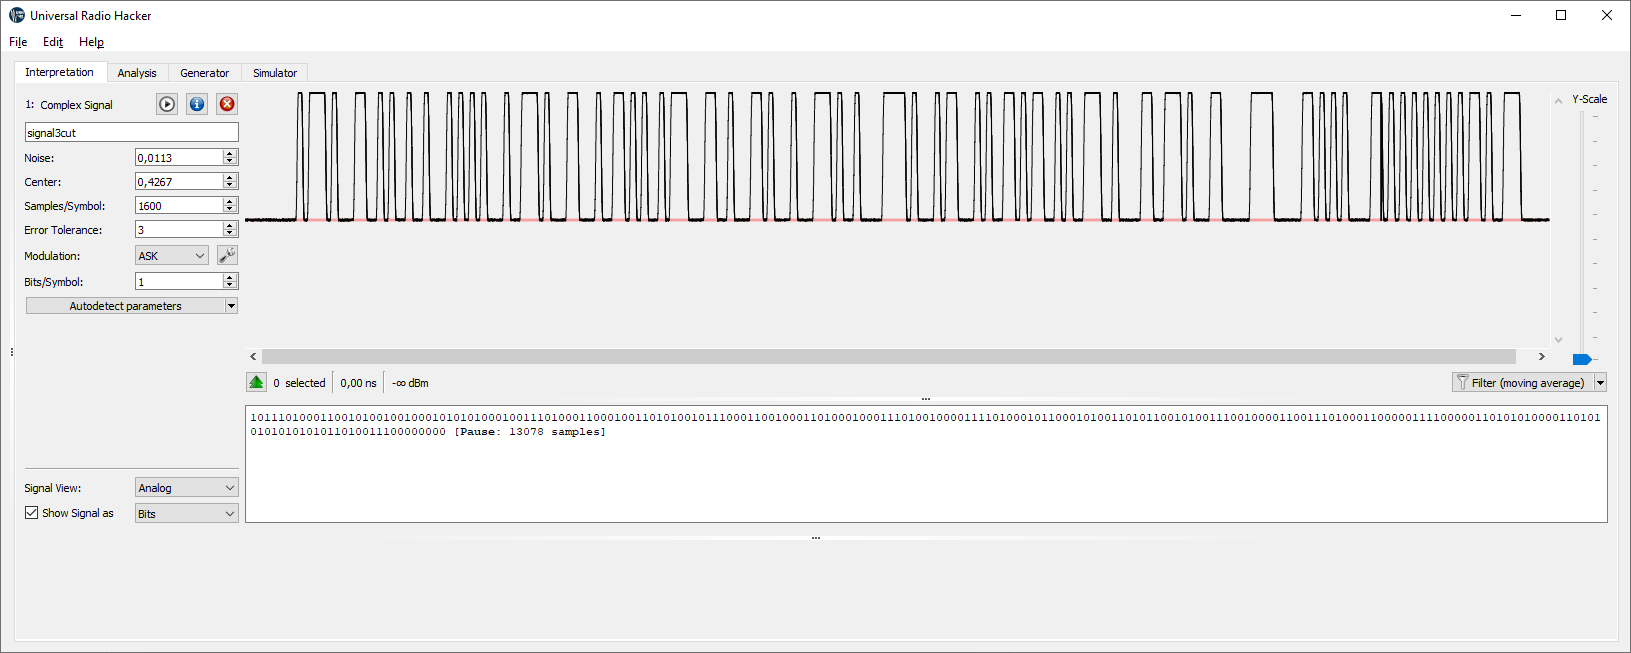 Universal Radio Hacker
File Edit Help
Interpretation Analysis Generator Simulator
1: Complex Signal
Y-Scale
signal3cut
Noise: 0,0113
Center: 0,4267
Samples/Symbol: 1600
Error Tolerance: 3
Modulation: ASK
Bits/Symbol: 1
Autodetect parameters
0 selected 0,00 ns -∞ dBm
Filter (moving average)
1011101000110010100100100010101010001001110100011000100110101001011100011001000110100010001110100100001111010001011000101001101011001010011100100001100111010001100000111100000110101010000110101
0101010101011010011100000000 [Pause: 13078 samples]
Signal View: Analog
Show Signal as Bits